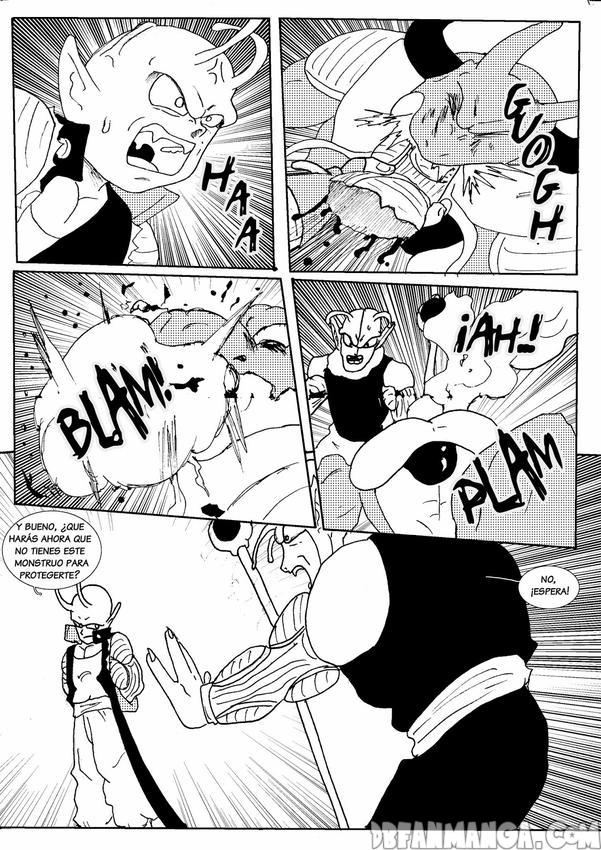 HAA
GUOGH
BLAM!
¡AH..!
PLAM
Y BUENO, ¿QUE
HARÁS AHORA QUE
NO TIENES ESTE
MONSTRUO PARA
PROTEGERTE?
NO,
¡ESPERA!
DBFANMANGA.COM